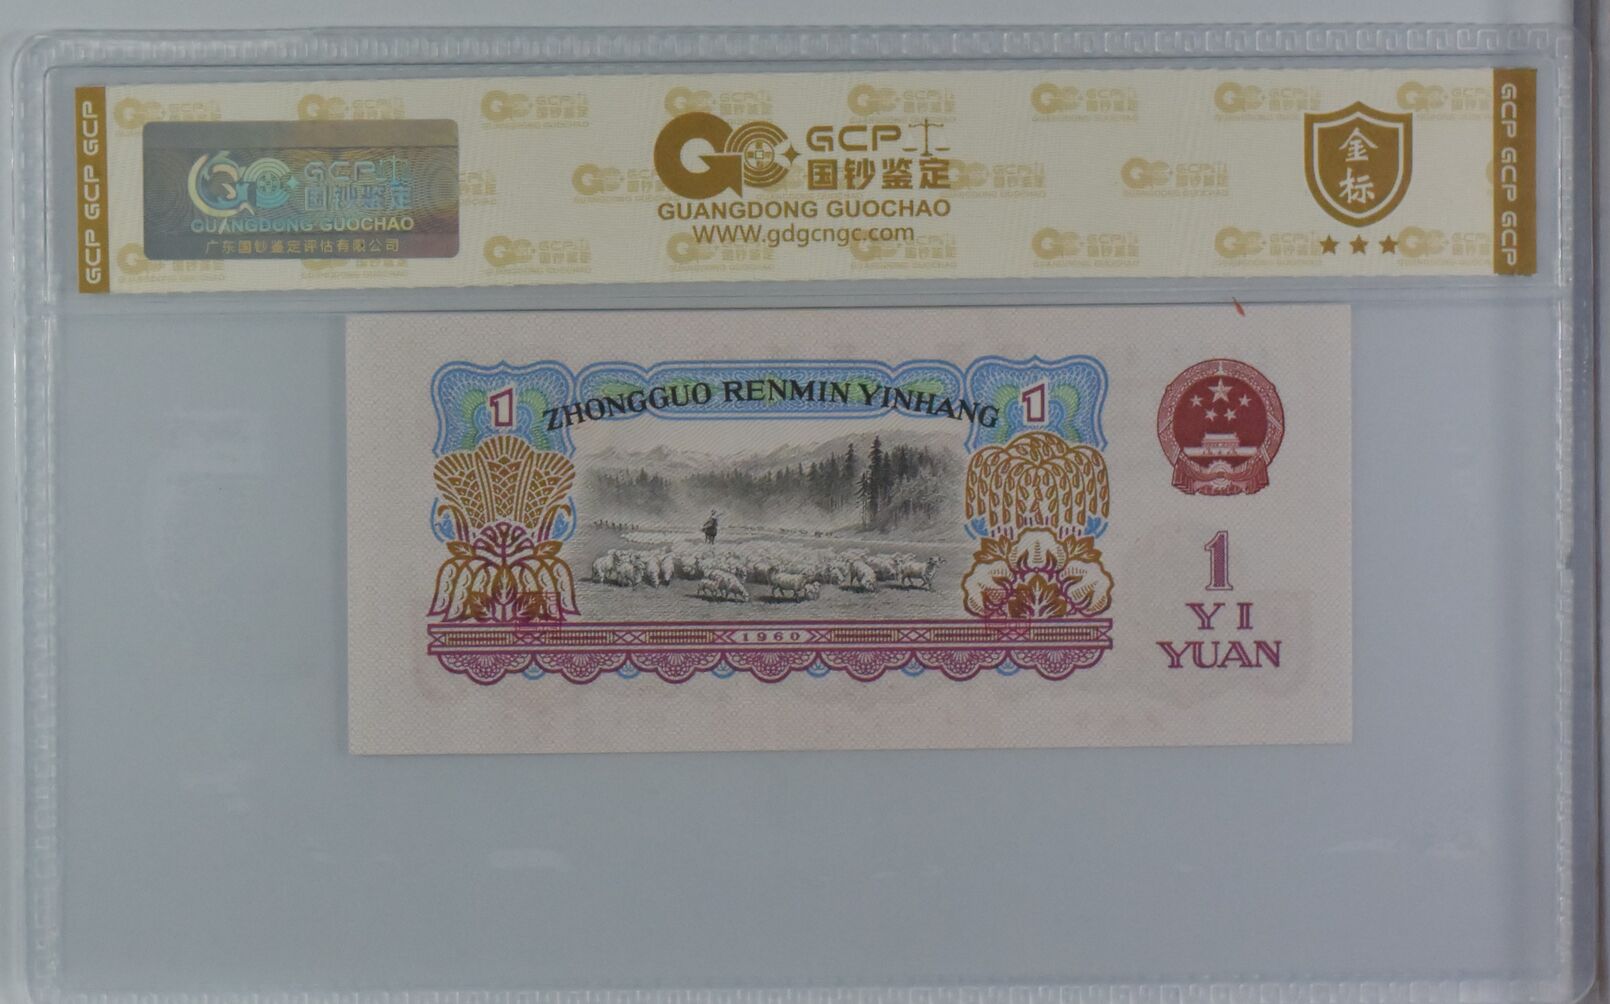 GCP GCP GCP
GCP
国钞鉴定
GUANGDONG GUOCHAO
广东国钞鉴定评估有限公司
GCP
国钞鉴定
GUANGDONG GUOCHAO
WWW.gdgcngc.com
金
标
GCP GCP GCP
1
ZHONGGUO RENMIN YINHANG
1
1960
1
YI
YUAN